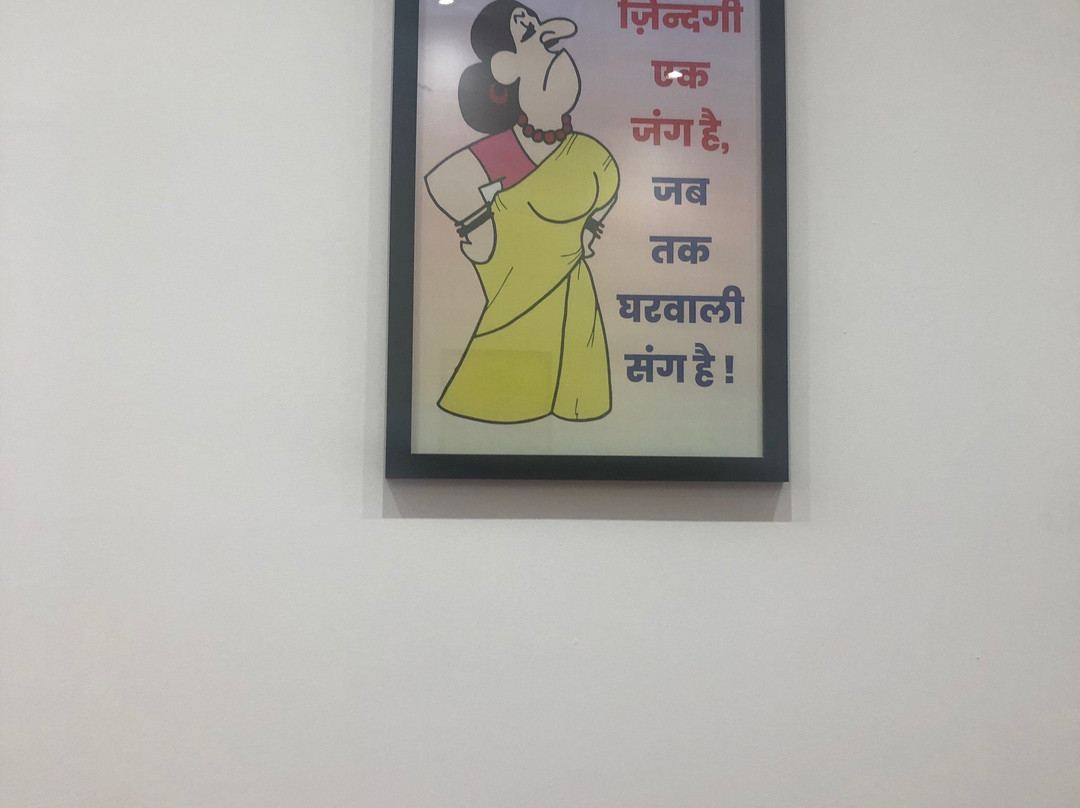 ज़िन्दगी
एक
जंग है,
जब
तक
घरवाली
संग है !